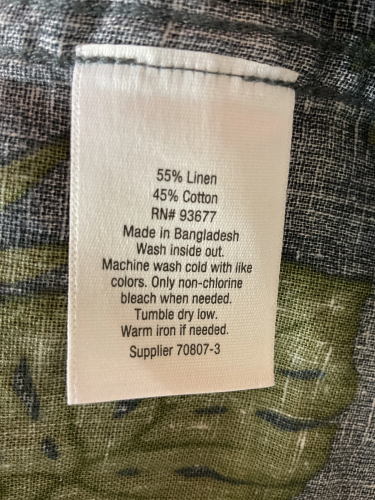 55% Linen
45% Cotton
RN# 93677
Made in Bangladesh
Wash inside out.
Machine wash cold with like
colors. Only non-chlorine
bleach when needed.
Tumble dry low.
Warm iron if needed.
Supplier 70807-3